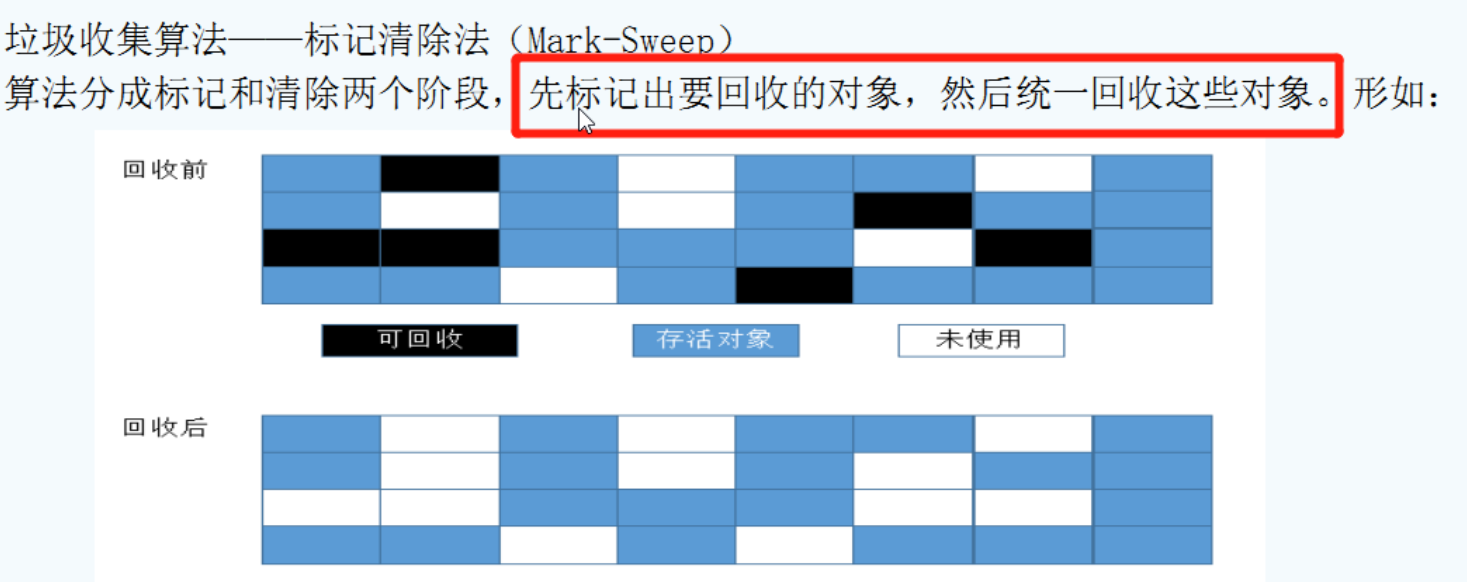 垃圾收集算法——标记清除法（Mark-Sweep）
算法分成标记和清除两个阶段，先标记出要回收的对象，然后统一回收这些对象。形如：
回收前
可回收 存活对象 未使用
回收后